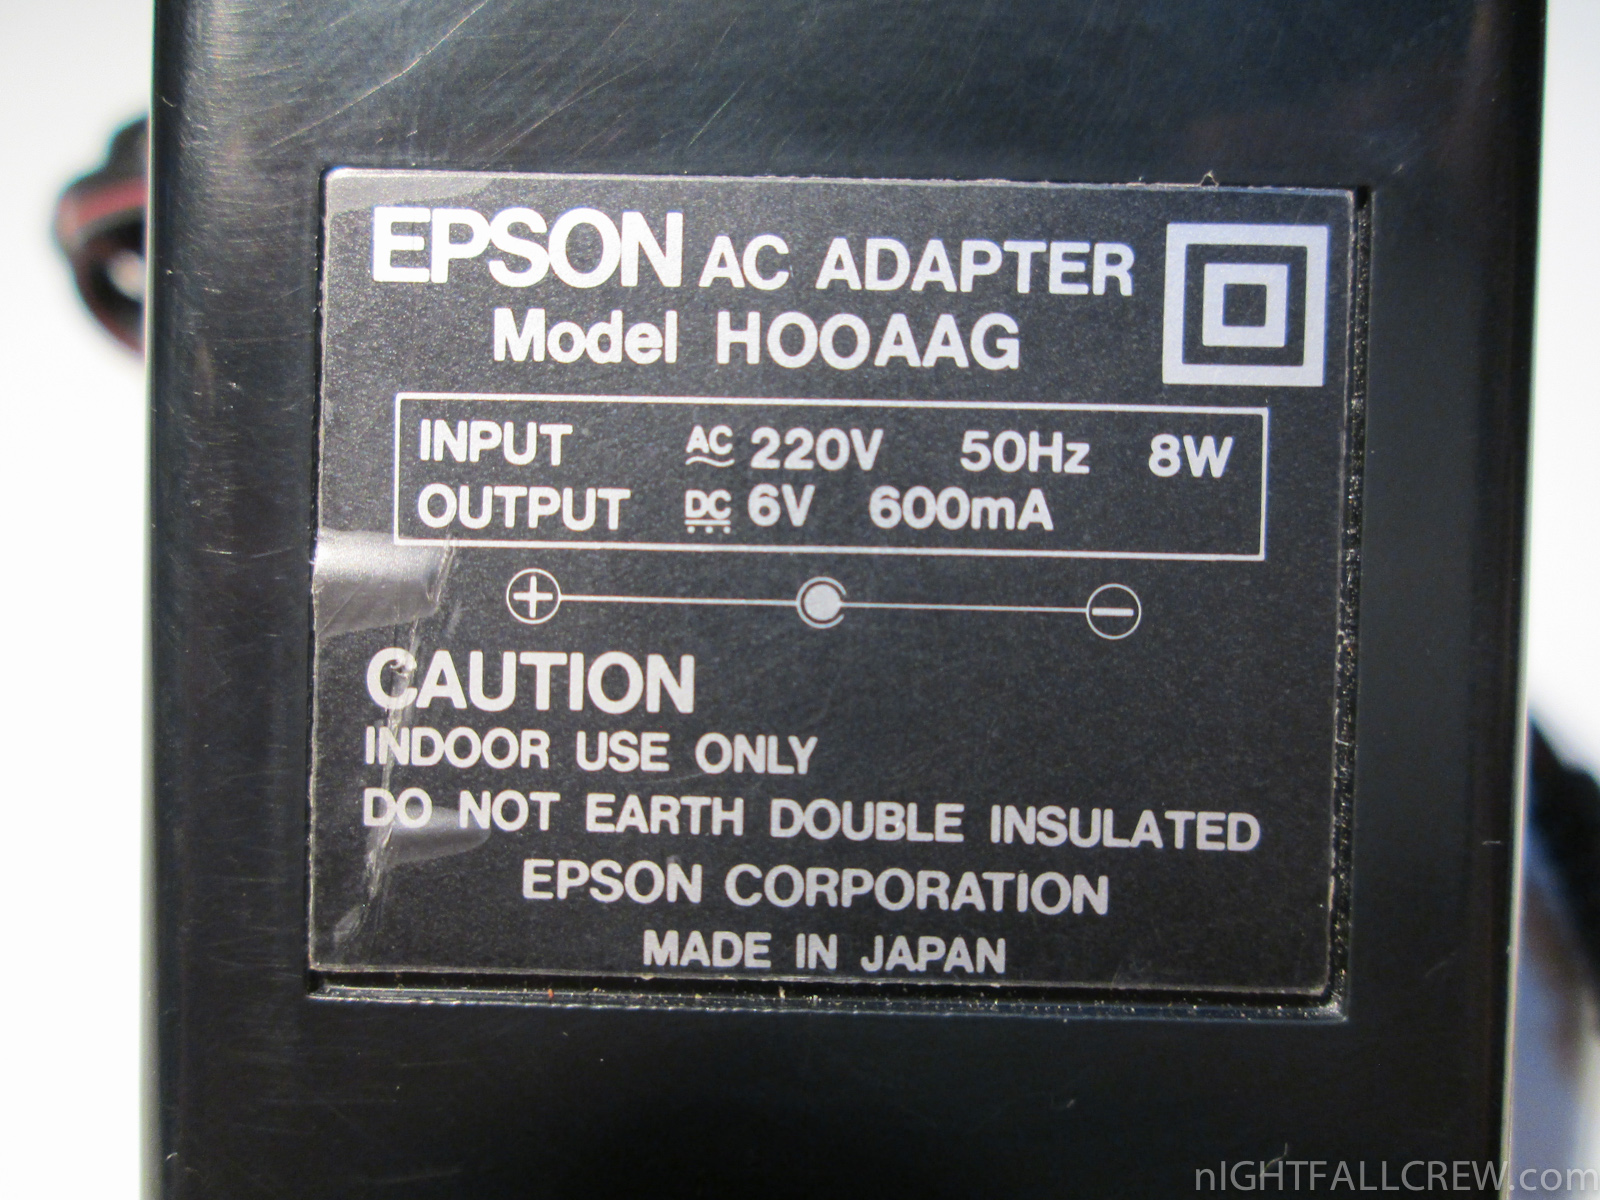 EPSON AC ADAPTER
Model HOOAAG
INPUT AC 220V 50Hz 8W
OUTPUT DC 6V 600mA
CAUTION
INDOOR USE ONLY
DO NOT EARTH DOUBLE INSULATED
EPSON CORPORATION
MADE IN JAPAN
nIGHTFALLCREW.com